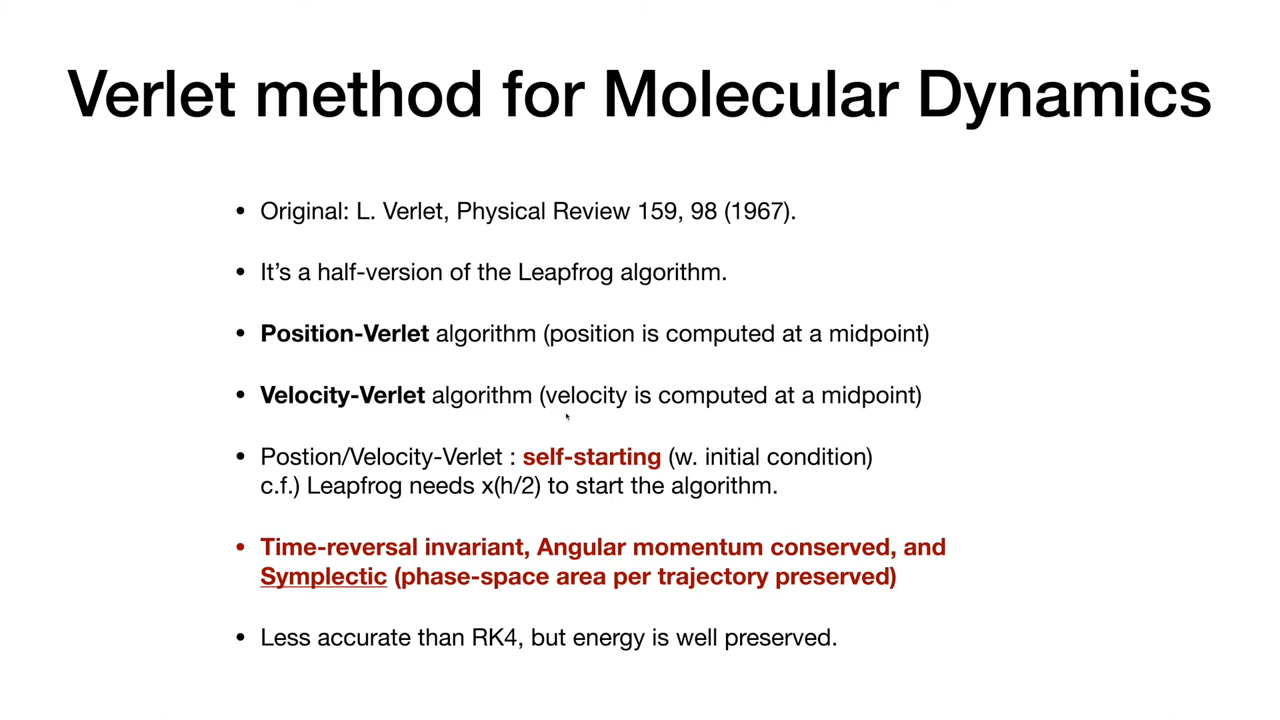 Verlet method for Molecular Dynamics
• Original: L. Verlet, Physical Review 159, 98 (1967).
• It’s a half-version of the Leapfrog algorithm.
• Position-Verlet algorithm (position is computed at a midpoint)
• Velocity-Verlet algorithm (velocity is computed at a midpoint)
• Postion/Velocity-Verlet : self-starting (w. initial condition)
c.f.) Leapfrog needs x(h/2) to start the algorithm.
• Time-reversal invariant, Angular momentum conserved, and
Symplectic (phase-space area per trajectory preserved)
• Less accurate than RK4, but energy is well preserved.